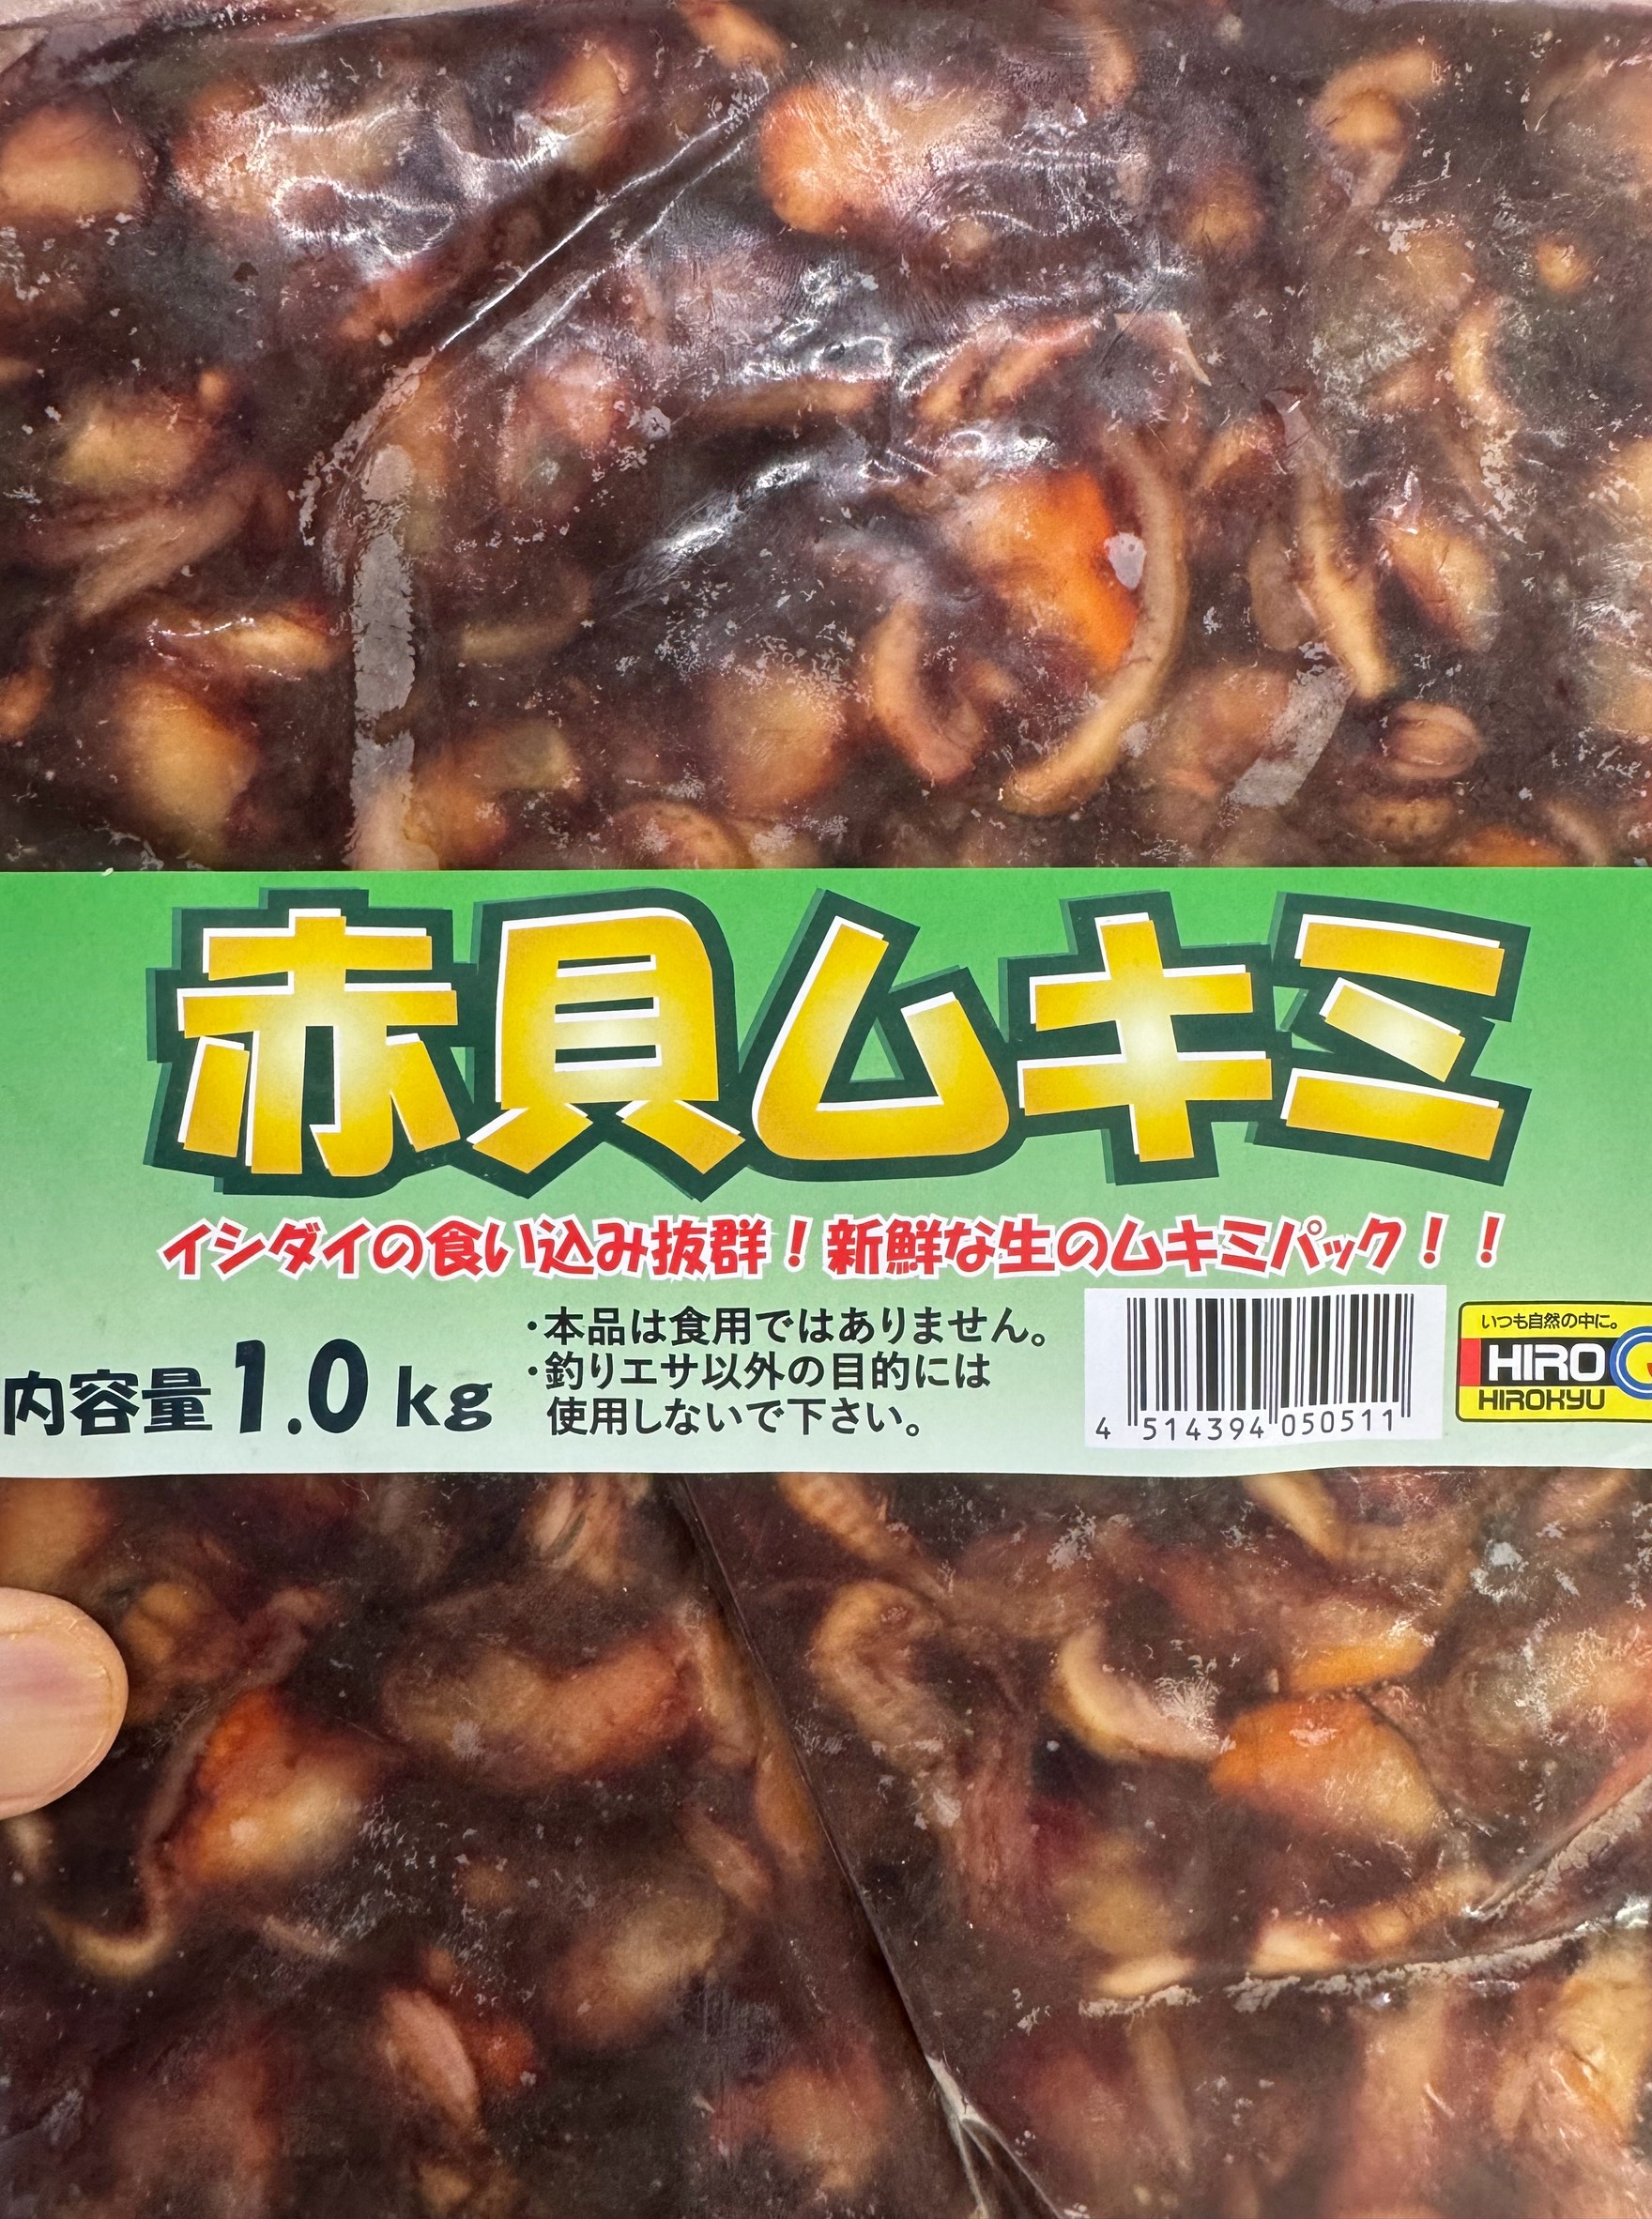 赤貝ムキミ
イシダイの食い込み抜群！新鮮な生のムキミパック！！
内容量1.0kg
・本品は食用ではありません。
・釣りエサ以外の目的には
使用しないで下さい。
4 514394 050511
いつも自然の中に。
HIRO
HIROKYU